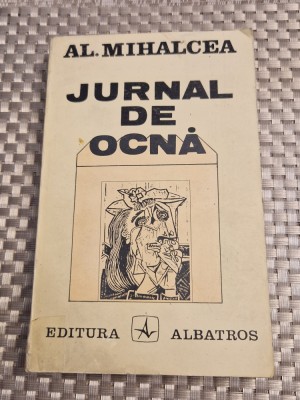 AL. MIHALCEA
JURNAL
DE
OCNĂ
EDITURA ALBATROS